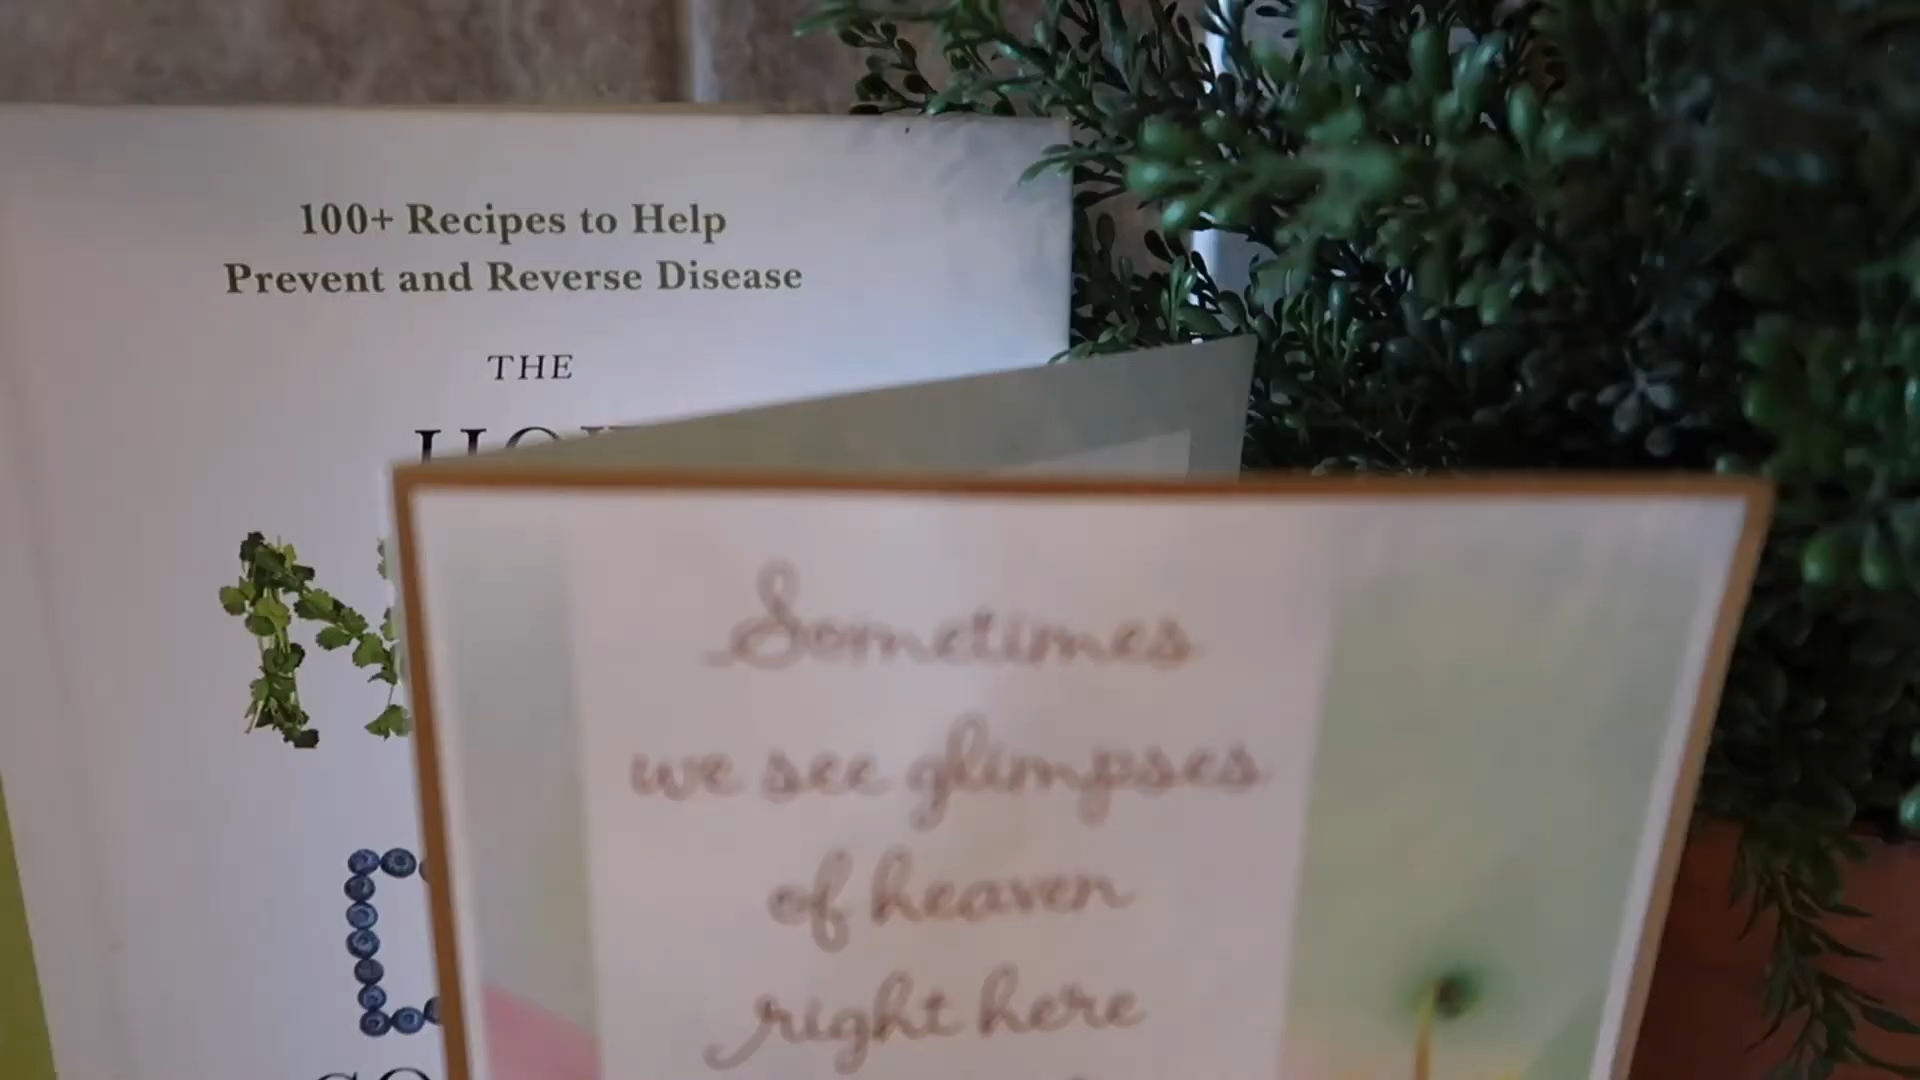 100+ Recipes to Help
Prevent and Reverse Disease
THE
Sometimes
we see glimpses
of heaven
right here